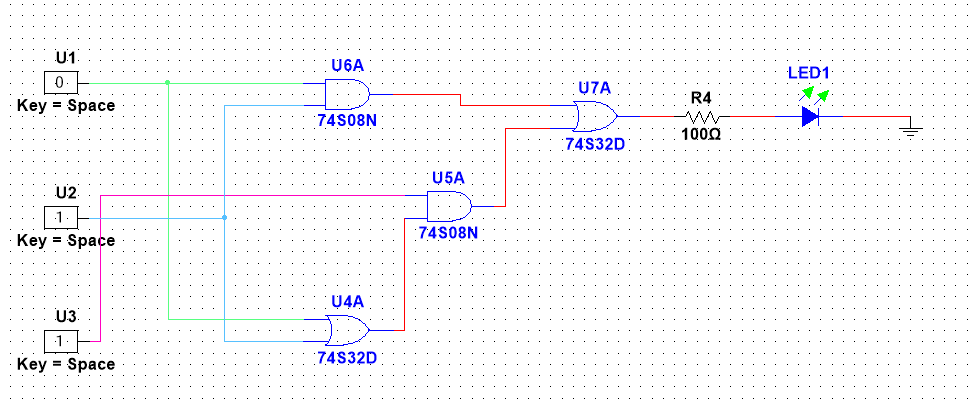 U1
0
Key = Space
U6A
74S08N
U7A
74S32D
R4
100Ω
LED1
U2
1
Key = Space
U5A
74S08N
U3
1
Key = Space
U4A
74S32D